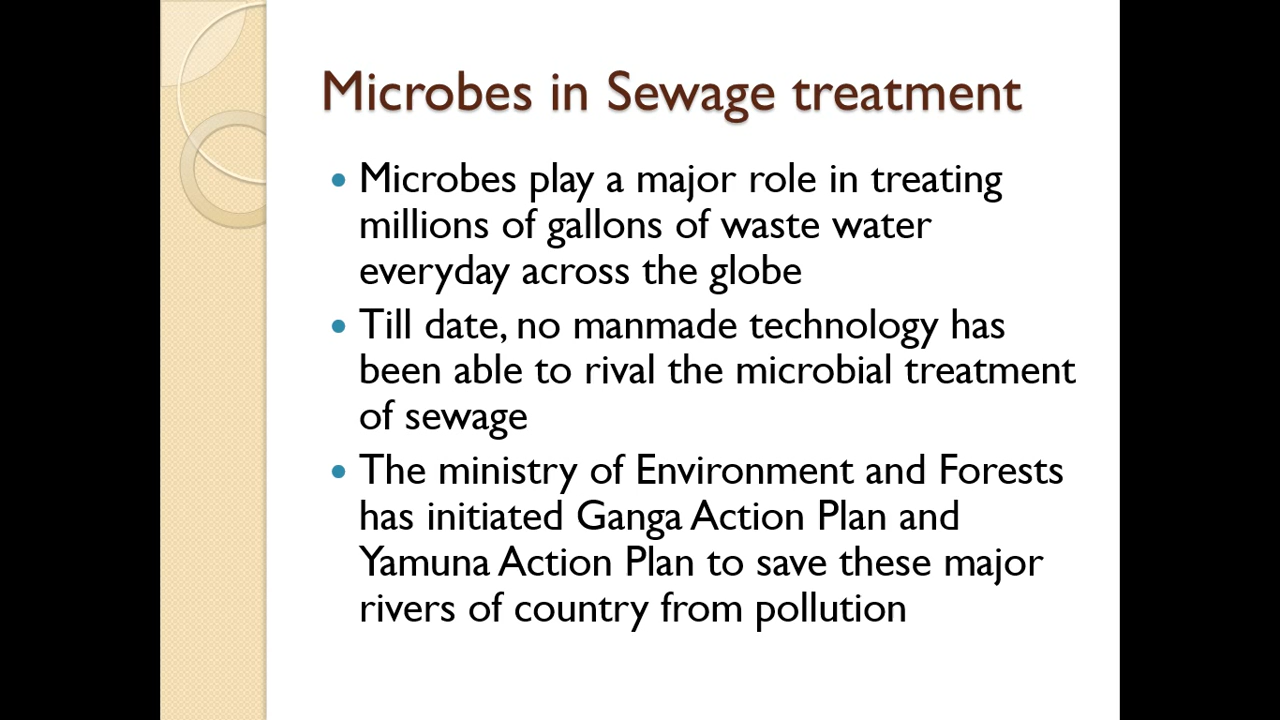 Microbes in Sewage treatment
Microbes play a major role in treating
millions of gallons of waste water
everyday across the globe
Till date, no manmade technology has
been able to rival the microbial treatment
of sewage
The ministry of Environment and Forests
has initiated Ganga Action Plan and
Yamuna Action Plan to save these major
rivers of country from pollution